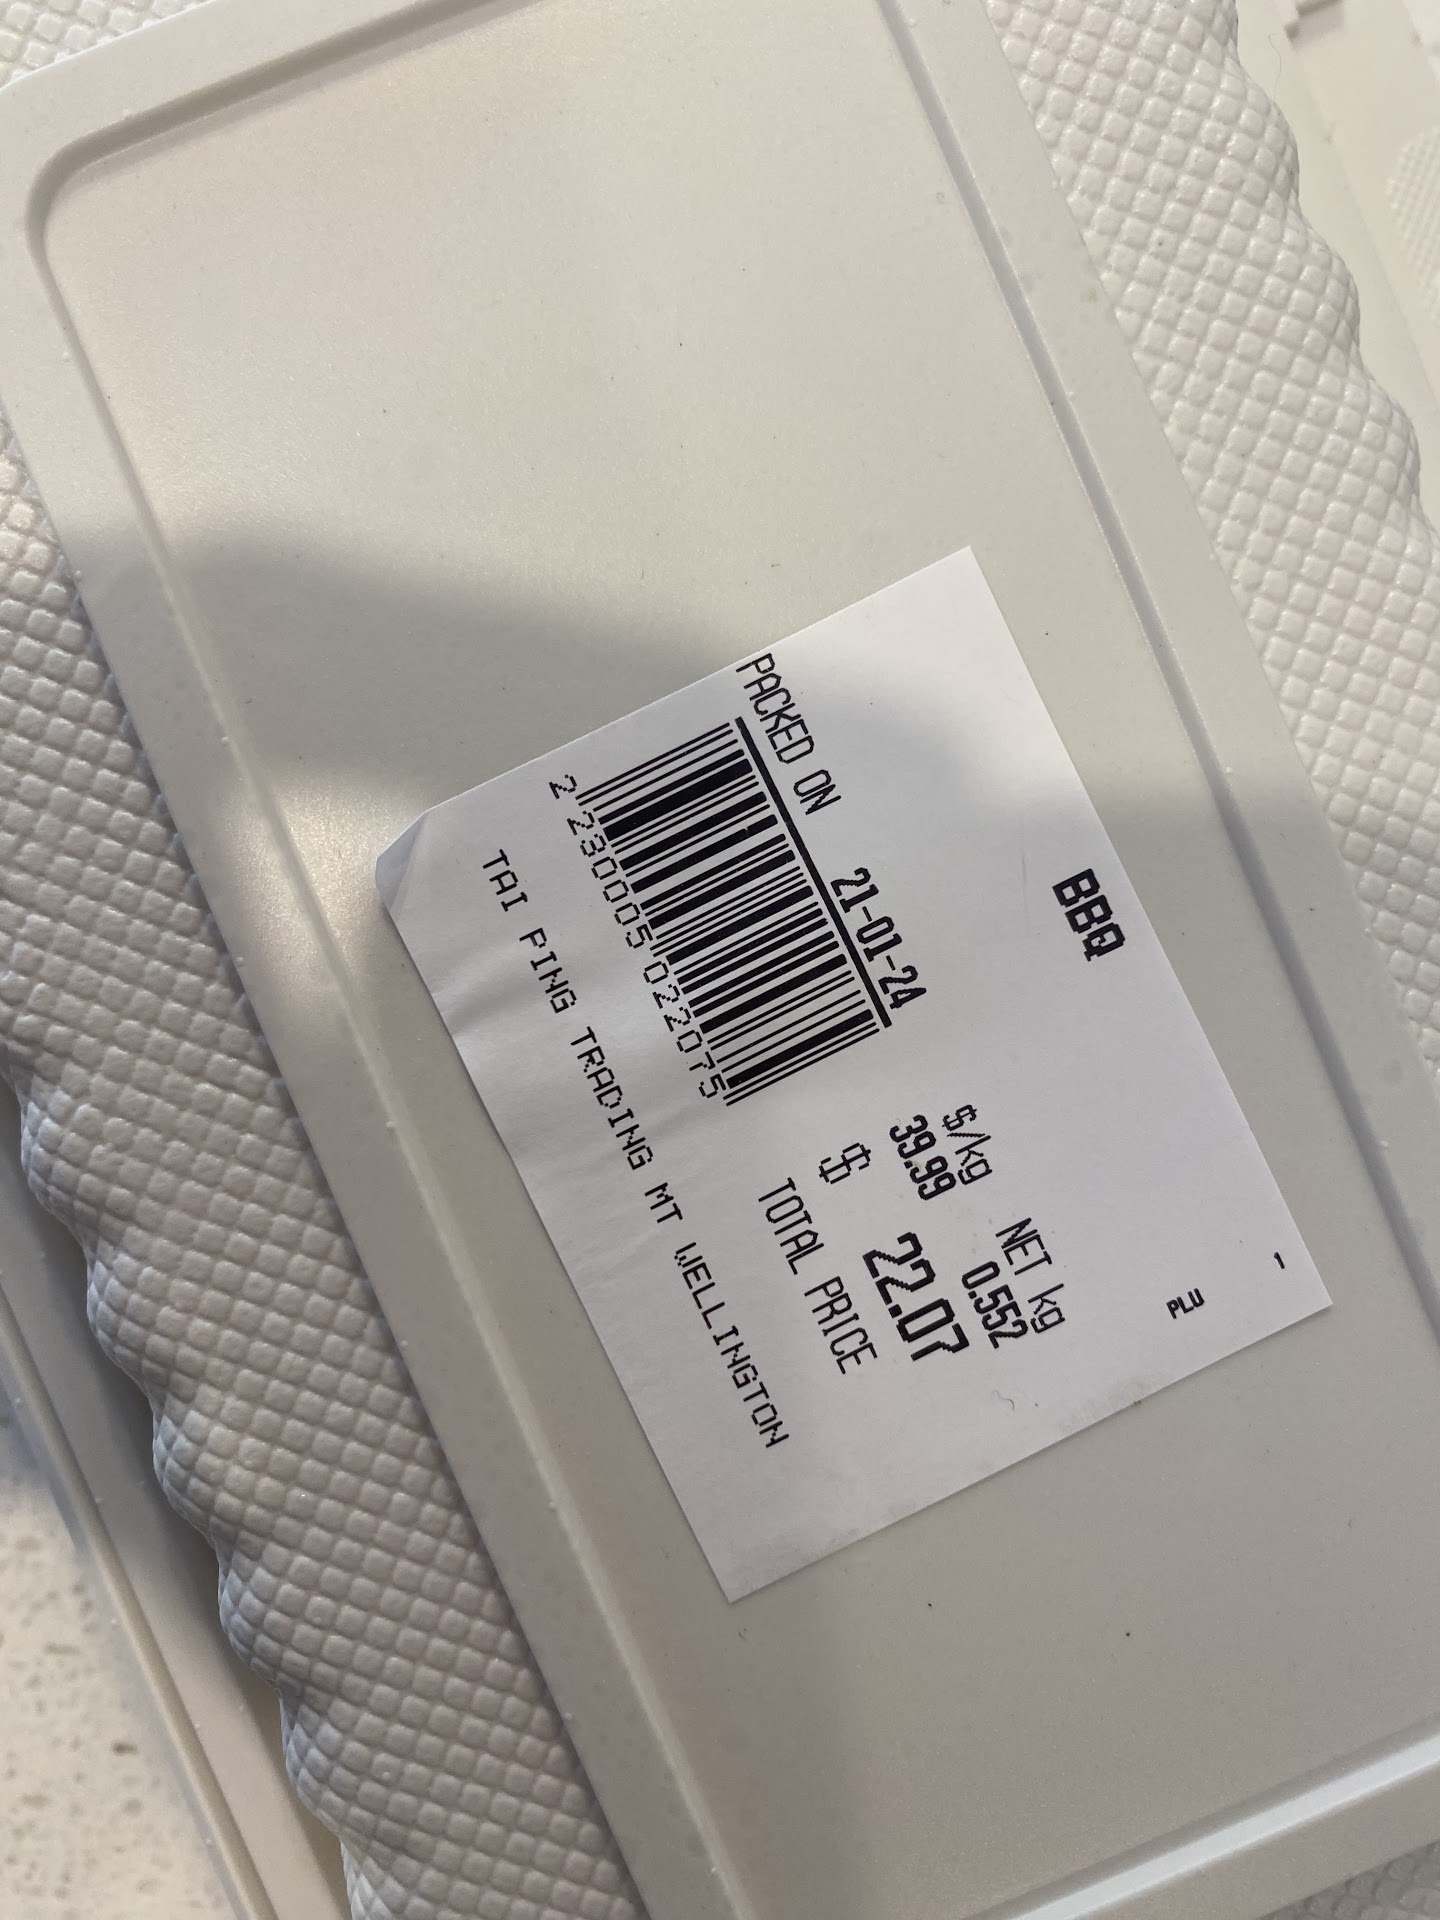 PLU 1
BBQ
$/kg NET kg
39.99 0.552
PACKED ON 21-01-24
$ 22.07
TOTAL PRICE
2 230005 022075
TAI PING TRADING MT WELLINGTON